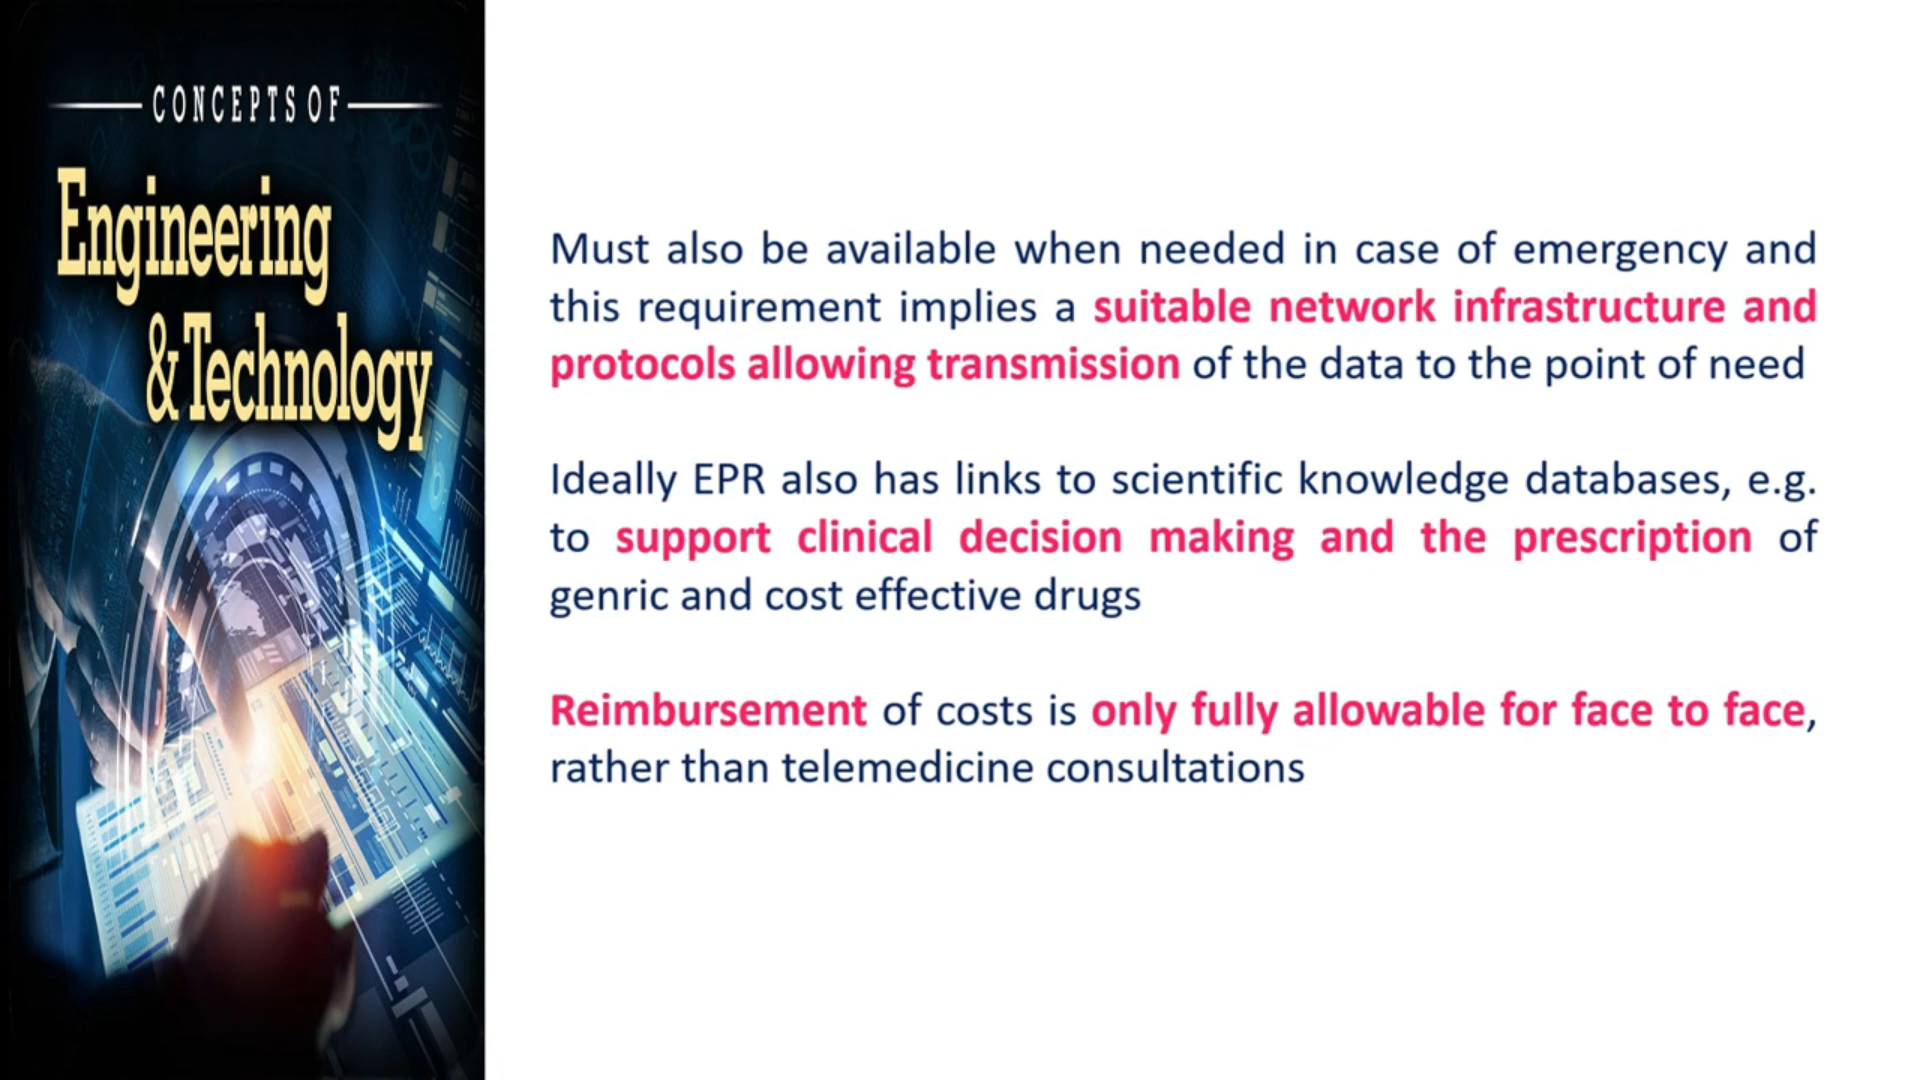 CONCEPTS OF
Engineering
& Technology
Must also be available when needed in case of emergency and
this requirement implies a suitable network infrastructure and
protocols allowing transmission of the data to the point of need
Ideally EPR also has links to scientific knowledge databases, e.g.
to support clinical decision making and the prescription of
genric and cost effective drugs
Reimbursement of costs is only fully allowable for face to face,
rather than telemedicine consultations